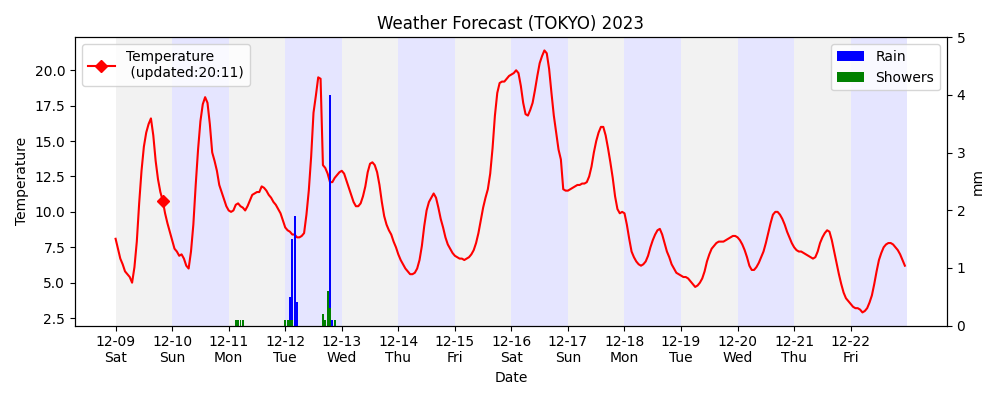 Weather Forecast (TOKYO) 2023
Temperature
(updated:20:11)
Rain
Showers
Temperature
20.0
17.5
15.0
12.5
10.0
7.5
5.0
2.5
5
4
3
2
1
0
mm
12-09 12-10 12-11 12-12 12-13 12-14 12-15 12-16 12-17 12-18 12-19 12-20 12-21 12-22
Sat Sun Mon Tue Wed Thu Fri Sat Sun Mon Tue Wed Thu Fri
Date